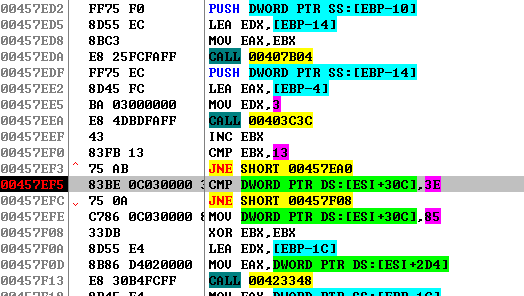 00457ED2 FF75 F0 PUSH DWORD PTR SS:[EBP-10]
00457ED5 8D55 EC LEA EDX,[EBP-14]
00457ED8 8BC3 MOV EAX,EBX
00457EDA E8 25FCFAFF CALL 00407B04
00457EDF FF75 EC PUSH DWORD PTR SS:[EBP-14]
00457EE2 8D45 FC LEA EAX,[EBP-4]
00457EE5 BA 03000000 MOV EDX,3
00457EEA E8 4DBDFAFF CALL 00403C3C
00457EEF 43 INC EBX
00457EF0 83FB 13 CMP EBX,13
00457EF3 ^ 75 AB JNE SHORT 00457EA0
00457EF5 83BE 0C030000 3 CMP DWORD PTR DS:[ESI+30C],3E
00457EFC 75 0A JNE SHORT 00457F08
00457EFE C786 0C030000 8 MOV DWORD PTR DS:[ESI+30C],85
00457F08 33DB XOR EBX,EBX
00457F0A 8D55 E4 LEA EDX,[EBP-1C]
00457F0D 8B86 D4020000 MOV EAX,DWORD PTR DS:[ESI+2D4]
00457F13 E8 30B4FCFF CALL 00423348